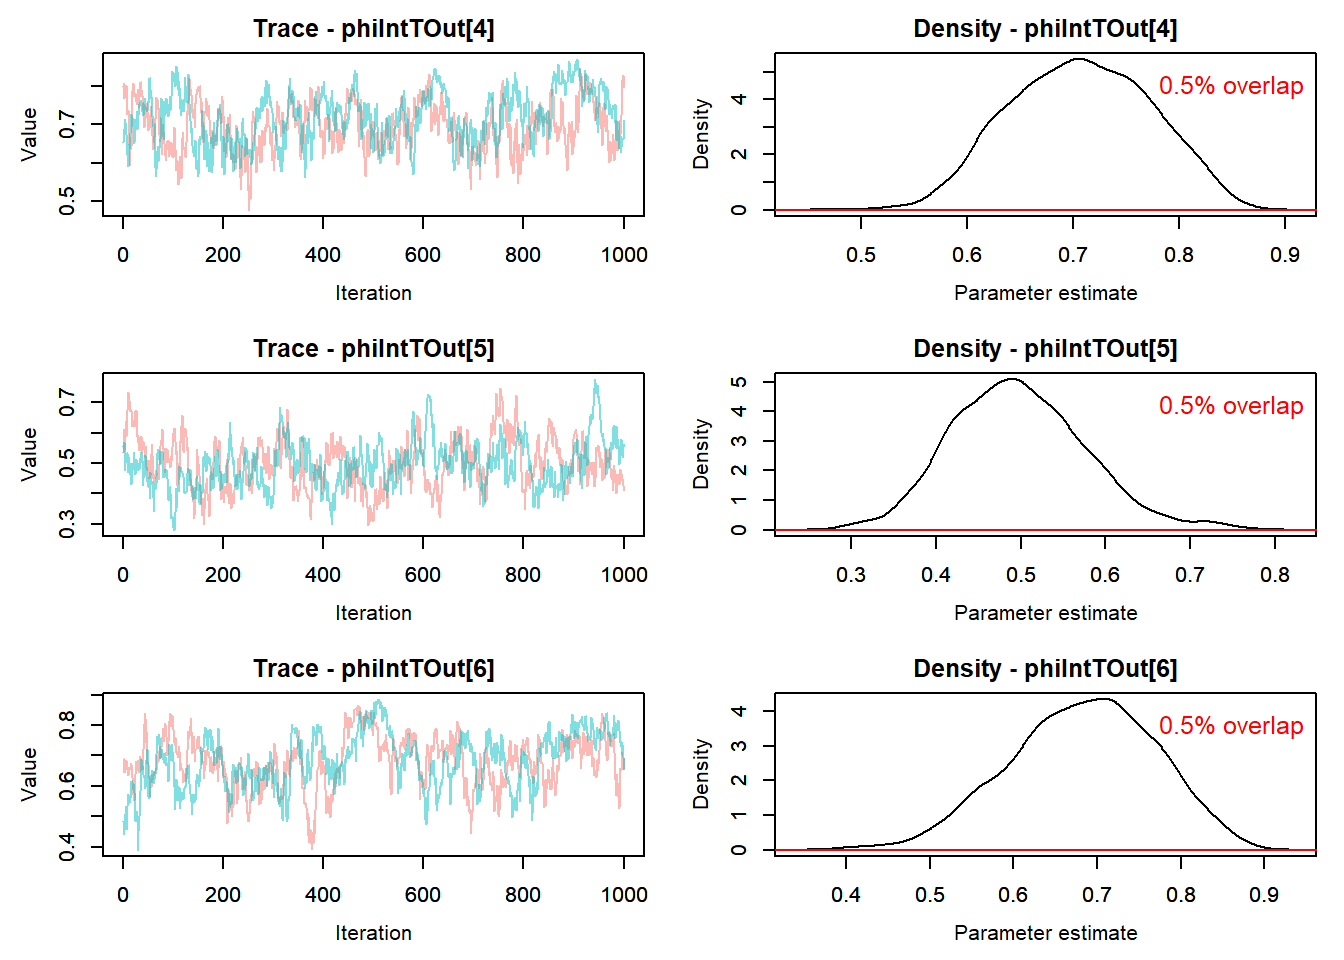 Trace - phiIntTOut[4]
Value
0.5
0.7
0
200
400
600
800
1000
Iteration
Density - phiIntTOut[4]
0.5% overlap
Density
0
2
4
0.5
0.6
0.7
0.8
0.9
Parameter estimate
Trace - phiIntTOut[5]
Value
0.3
0.5
0.7
0
200
400
600
800
1000
Iteration
Density - phiIntTOut[5]
0.5% overlap
Density
0
1
2
3
4
5
0.3
0.4
0.5
0.6
0.7
0.8
Parameter estimate
Trace - phiIntTOut[6]
Value
0.4
0.6
0.8
0
200
400
600
800
1000
Iteration
Density - phiIntTOut[6]
0.5% overlap
Density
0
1
2
3
4
0.4
0.5
0.6
0.7
0.8
0.9
Parameter estimate